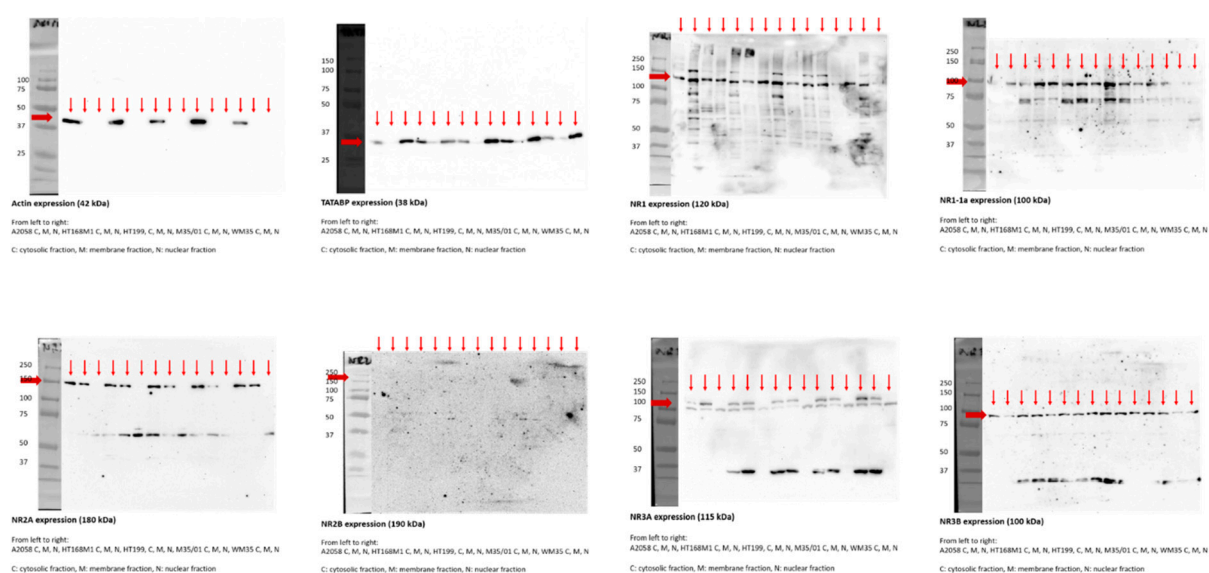 100
75
50
37
25
Actin expression (42 kDa)
From left to right:
A2058 C, M, N, HT168M1 C, M, N, HT199, C, M, N, M35/01 C, M, N, WM35 C, M, N
C: cytosolic fraction, M: membrane fraction, N: nuclear fraction
150
100
75
50
37
25
TATABP expression (38 kDa)
From left to right:
A2058 C, M, N, HT168M1 C, M, N, HT199, C, M, N, M35/01 C, M, N, WM35 C, M, N
C: cytosolic fraction, M: membrane fraction, N: nuclear fraction
250
150
100
75
50
37
NR1 expression (120 kDa)
From left to right:
A2058 C, M, N, HT168M1 C, M, N, HT199, C, M, N, M35/01 C, M, N, WM35 C, M, N
C: cytosolic fraction, M: membrane fraction, N: nuclear fraction
250
150
100
75
50
37
NR1-1a expression (100 kDa)
From left to right:
A2058 C, M, N, HT168M1 C, M, N, HT199, C, M, N, M35/01 C, M, N, WM35 C, M, N
C: cytosolic fraction, M: membrane fraction, N: nuclear fraction
250
150
100
75
50
37
NR2A expression (180 kDa)
From left to right:
A2058 C, M, N, HT168M1 C, M, N, HT199, C, M, N, M35/01 C, M, N, WM35 C, M, N
C: cytosolic fraction, M: membrane fraction, N: nuclear fraction
250
150
100
75
50
37
NR2B expression (190 kDa)
From left to right:
A2058 C, M, N, HT168M1 C, M, N, HT199, C, M, N, M35/01 C, M, N, WM35 C, M, N
C: cytosolic fraction, M: membrane fraction, N: nuclear fraction
250
150
100
75
50
37
NR3A expression (115 kDa)
From left to right:
A2058 C, M, N, HT168M1 C, M, N, HT199, C, M, N, M35/01 C, M, N, WM35 C, M, N
C: cytosolic fraction, M: membrane fraction, N: nuclear fraction
250
150
100
75
50
37
NR3B expression (100 kDa)
From left to right:
A2058 C, M, N, HT168M1 C, M, N, HT199, C, M, N, M35/01 C, M, N, WM35 C, M, N
C: cytosolic fraction, M: membrane fraction, N: nuclear fraction